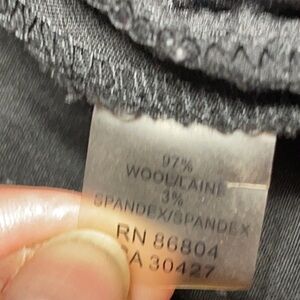 97%
WOOL/LAINE
3%
SPANDEX/SPANDEX
RN 86804
CA 30427